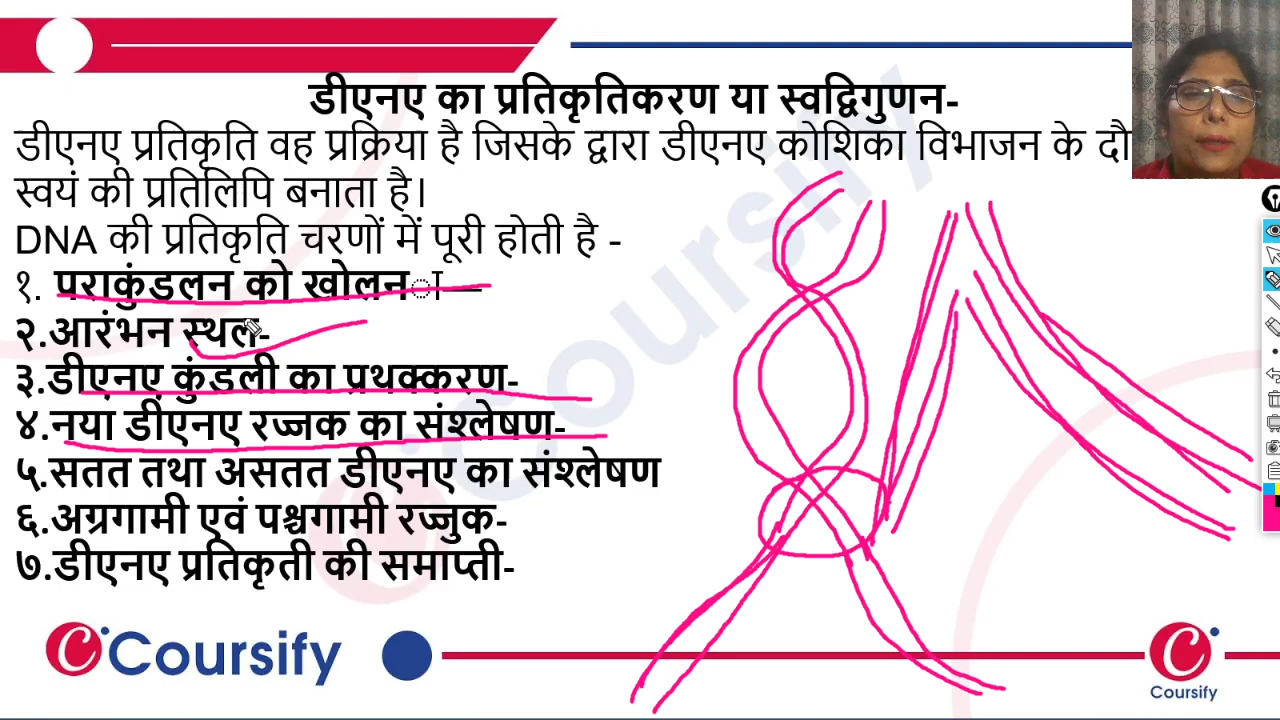 डीएनए का प्रतिकृतिकरण या स्वद्विगुणन-
डीएनए प्रतिकृति वह प्रक्रिया है जिसके द्वारा डीएनए कोशिका विभाजन के दौ
स्वयं की प्रतिलिपि बनाता है।
DNA की प्रतिकृति चरणों में पूरी होती है -
१. पराकुंडलन को खोलना—
२.आरंभन स्थल-
३.डीएनए कुंडली का प्रथक्करण-
४.नया डीएनए रज्जक का संश्लेषण-
५.सतत तथा असतत डीएनए का संश्लेषण
६.अग्रगामी एवं पश्चगामी रज्जुक-
७.डीएनए प्रतिकृती की समाप्ती-
Coursify
Coursify
Coursify